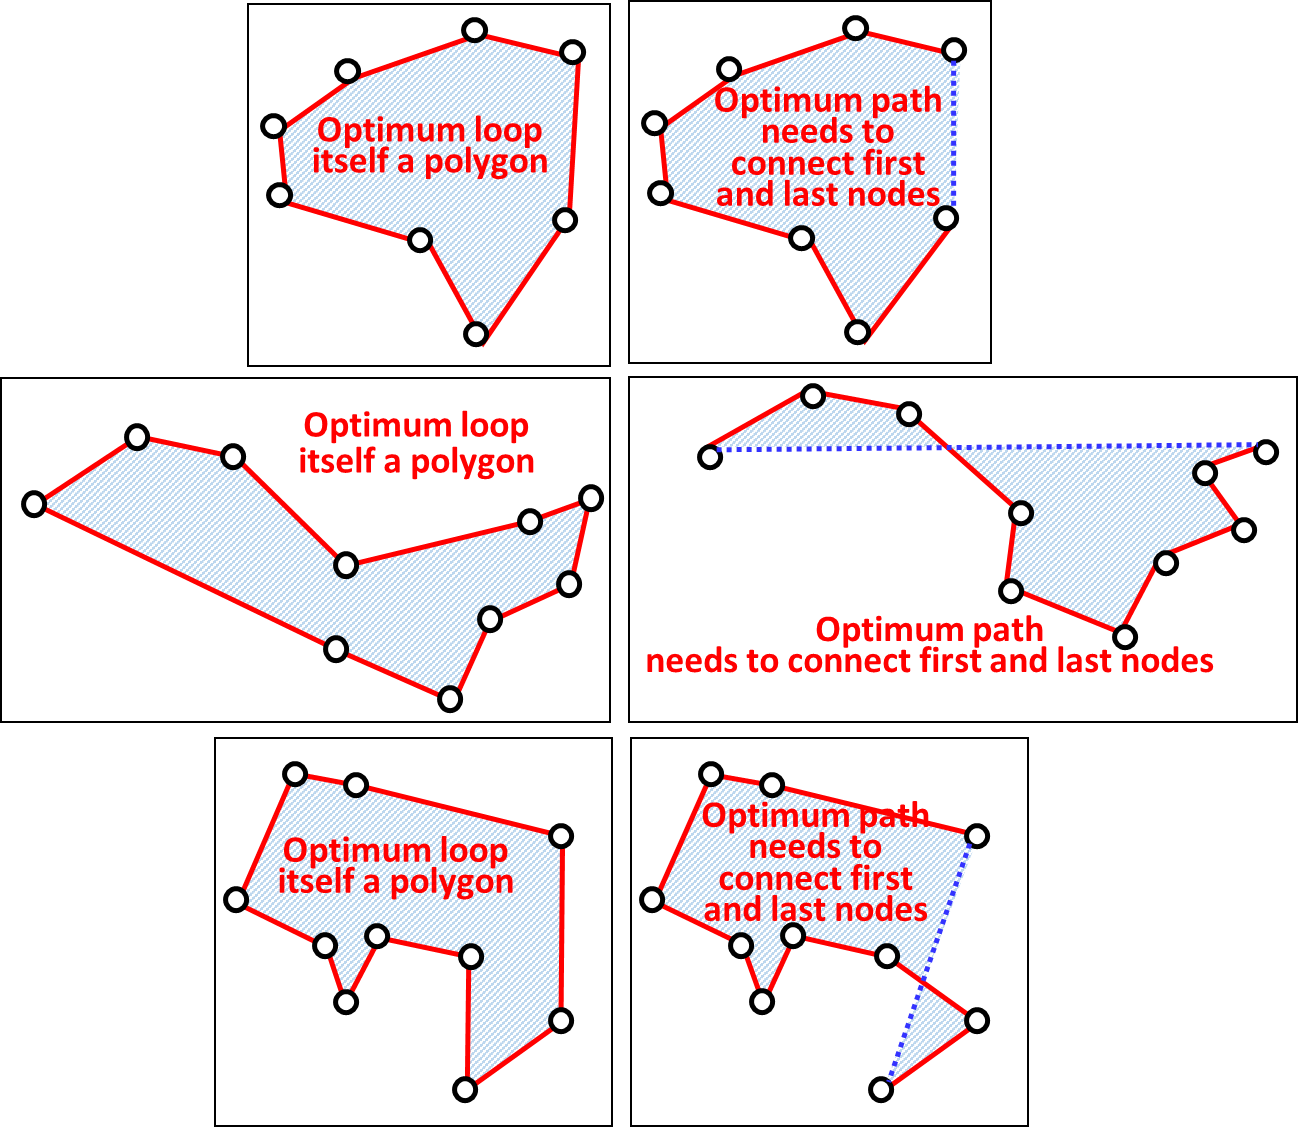 Optimum loop
itself a polygon
Optimum path
needs to
connect first
and last nodes
Optimum loop
itself a polygon
Optimum path
needs to connect first and last nodes
Optimum loop
itself a polygon
Optimum path
needs to
connect first
and last nodes